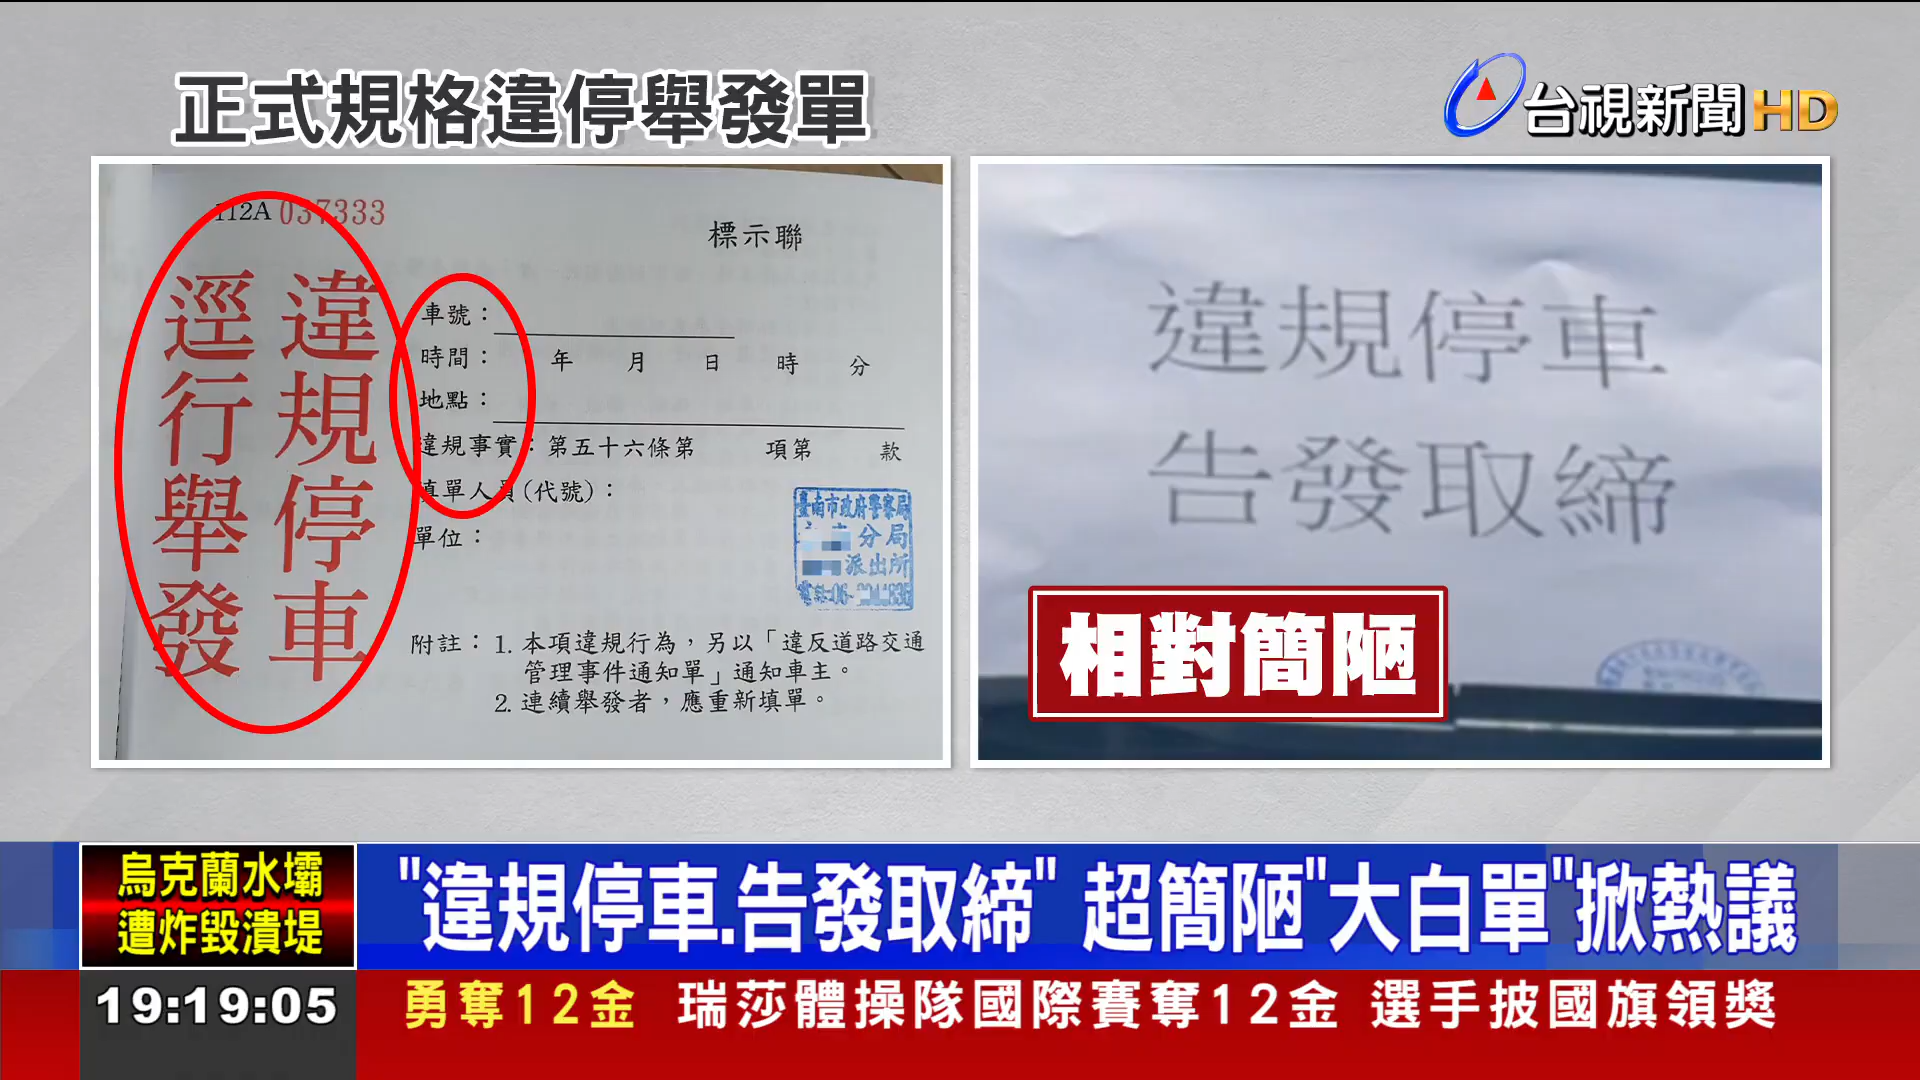 正式規格違停舉發單
台視新聞HD
112A 037333
標示聯
違規停車
逕行舉發
車號：
時間： 年 月 日 時 分
地點：
違規事實：第五十六條第 項第 款
填單人員(代號)：
單位：
臺南市政府警察局
分局
派出所
附註：1. 本項違規行為，另以「違反道路交通
管理事件通知單」通知車主。
2. 連續舉發者，應重新填單。
違規停車
告發取締
相對簡陋
烏克蘭水壩
遭炸毀潰堤
"違規停車.告發取締" 超簡陋"大白單"掀熱議
19:19:05
勇奪12金 瑞莎體操隊國際賽奪12金 選手披國旗領獎